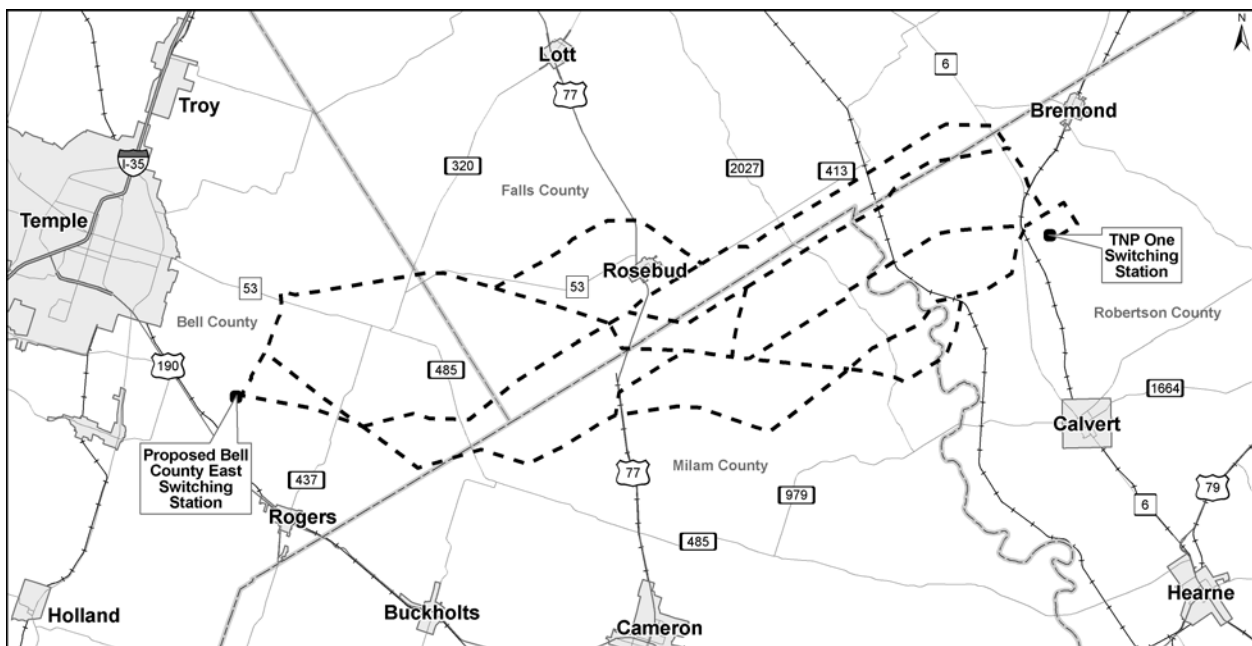 N
Lott
6
Troy
77
Bremond
I-35
320
2027
413
Falls County
Temple
TNP One
Switching
Station
Rosebud
53
53
Bell County
Robertson County
190
485
1664
Calvert
Proposed Bell
County East
Switching
Station
Milam County
77
437
979
79
6
Rogers
485
Hearne
Holland
Buckholts
Cameron